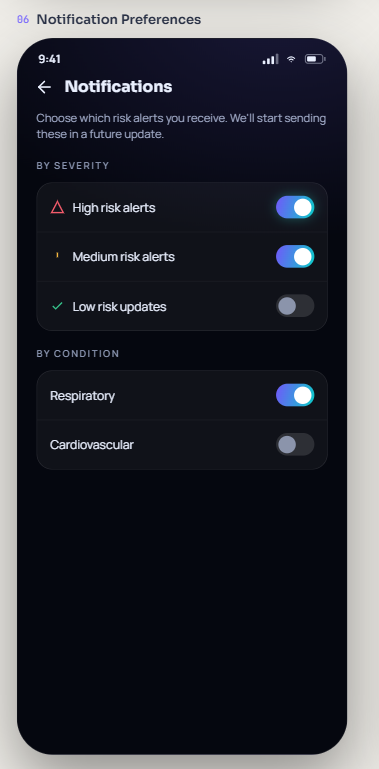 06 Notification Preferences
9:41
Notifications
Choose which risk alerts you receive. We'll start sending
these in a future update.
BY SEVERITY
High risk alerts
Medium risk alerts
Low risk updates
BY CONDITION
Respiratory
Cardiovascular